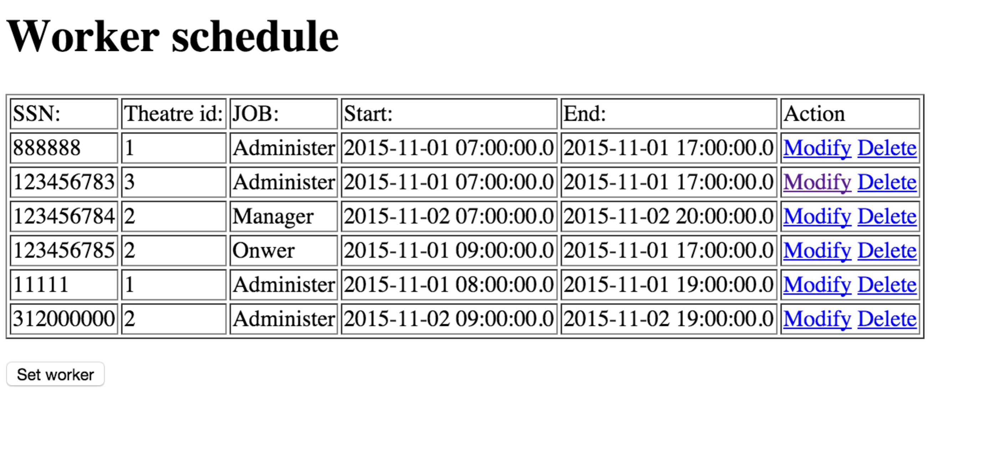 Worker schedule
SSN: Theatre id: JOB: Start: End: Action
888888 1 Administer 2015-11-01 07:00:00.0 2015-11-01 17:00:00.0 Modify Delete
123456783 3 Administer 2015-11-01 07:00:00.0 2015-11-01 17:00:00.0 Modify Delete
123456784 2 Manager 2015-11-02 07:00:00.0 2015-11-02 20:00:00.0 Modify Delete
123456785 2 Onwer 2015-11-01 09:00:00.0 2015-11-01 17:00:00.0 Modify Delete
11111 1 Administer 2015-11-01 08:00:00.0 2015-11-01 19:00:00.0 Modify Delete
312000000 2 Administer 2015-11-02 09:00:00.0 2015-11-02 19:00:00.0 Modify Delete
Set worker